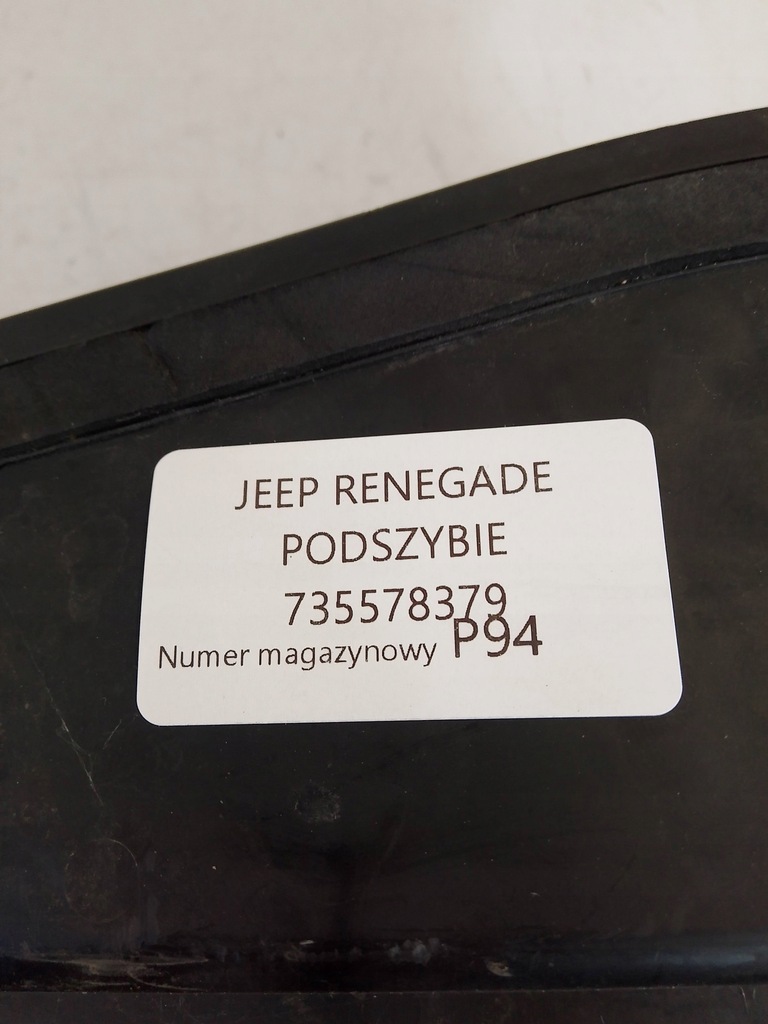 JEEP RENEGADE
PODSZYBIE
735578379
Numer magazynowy P94